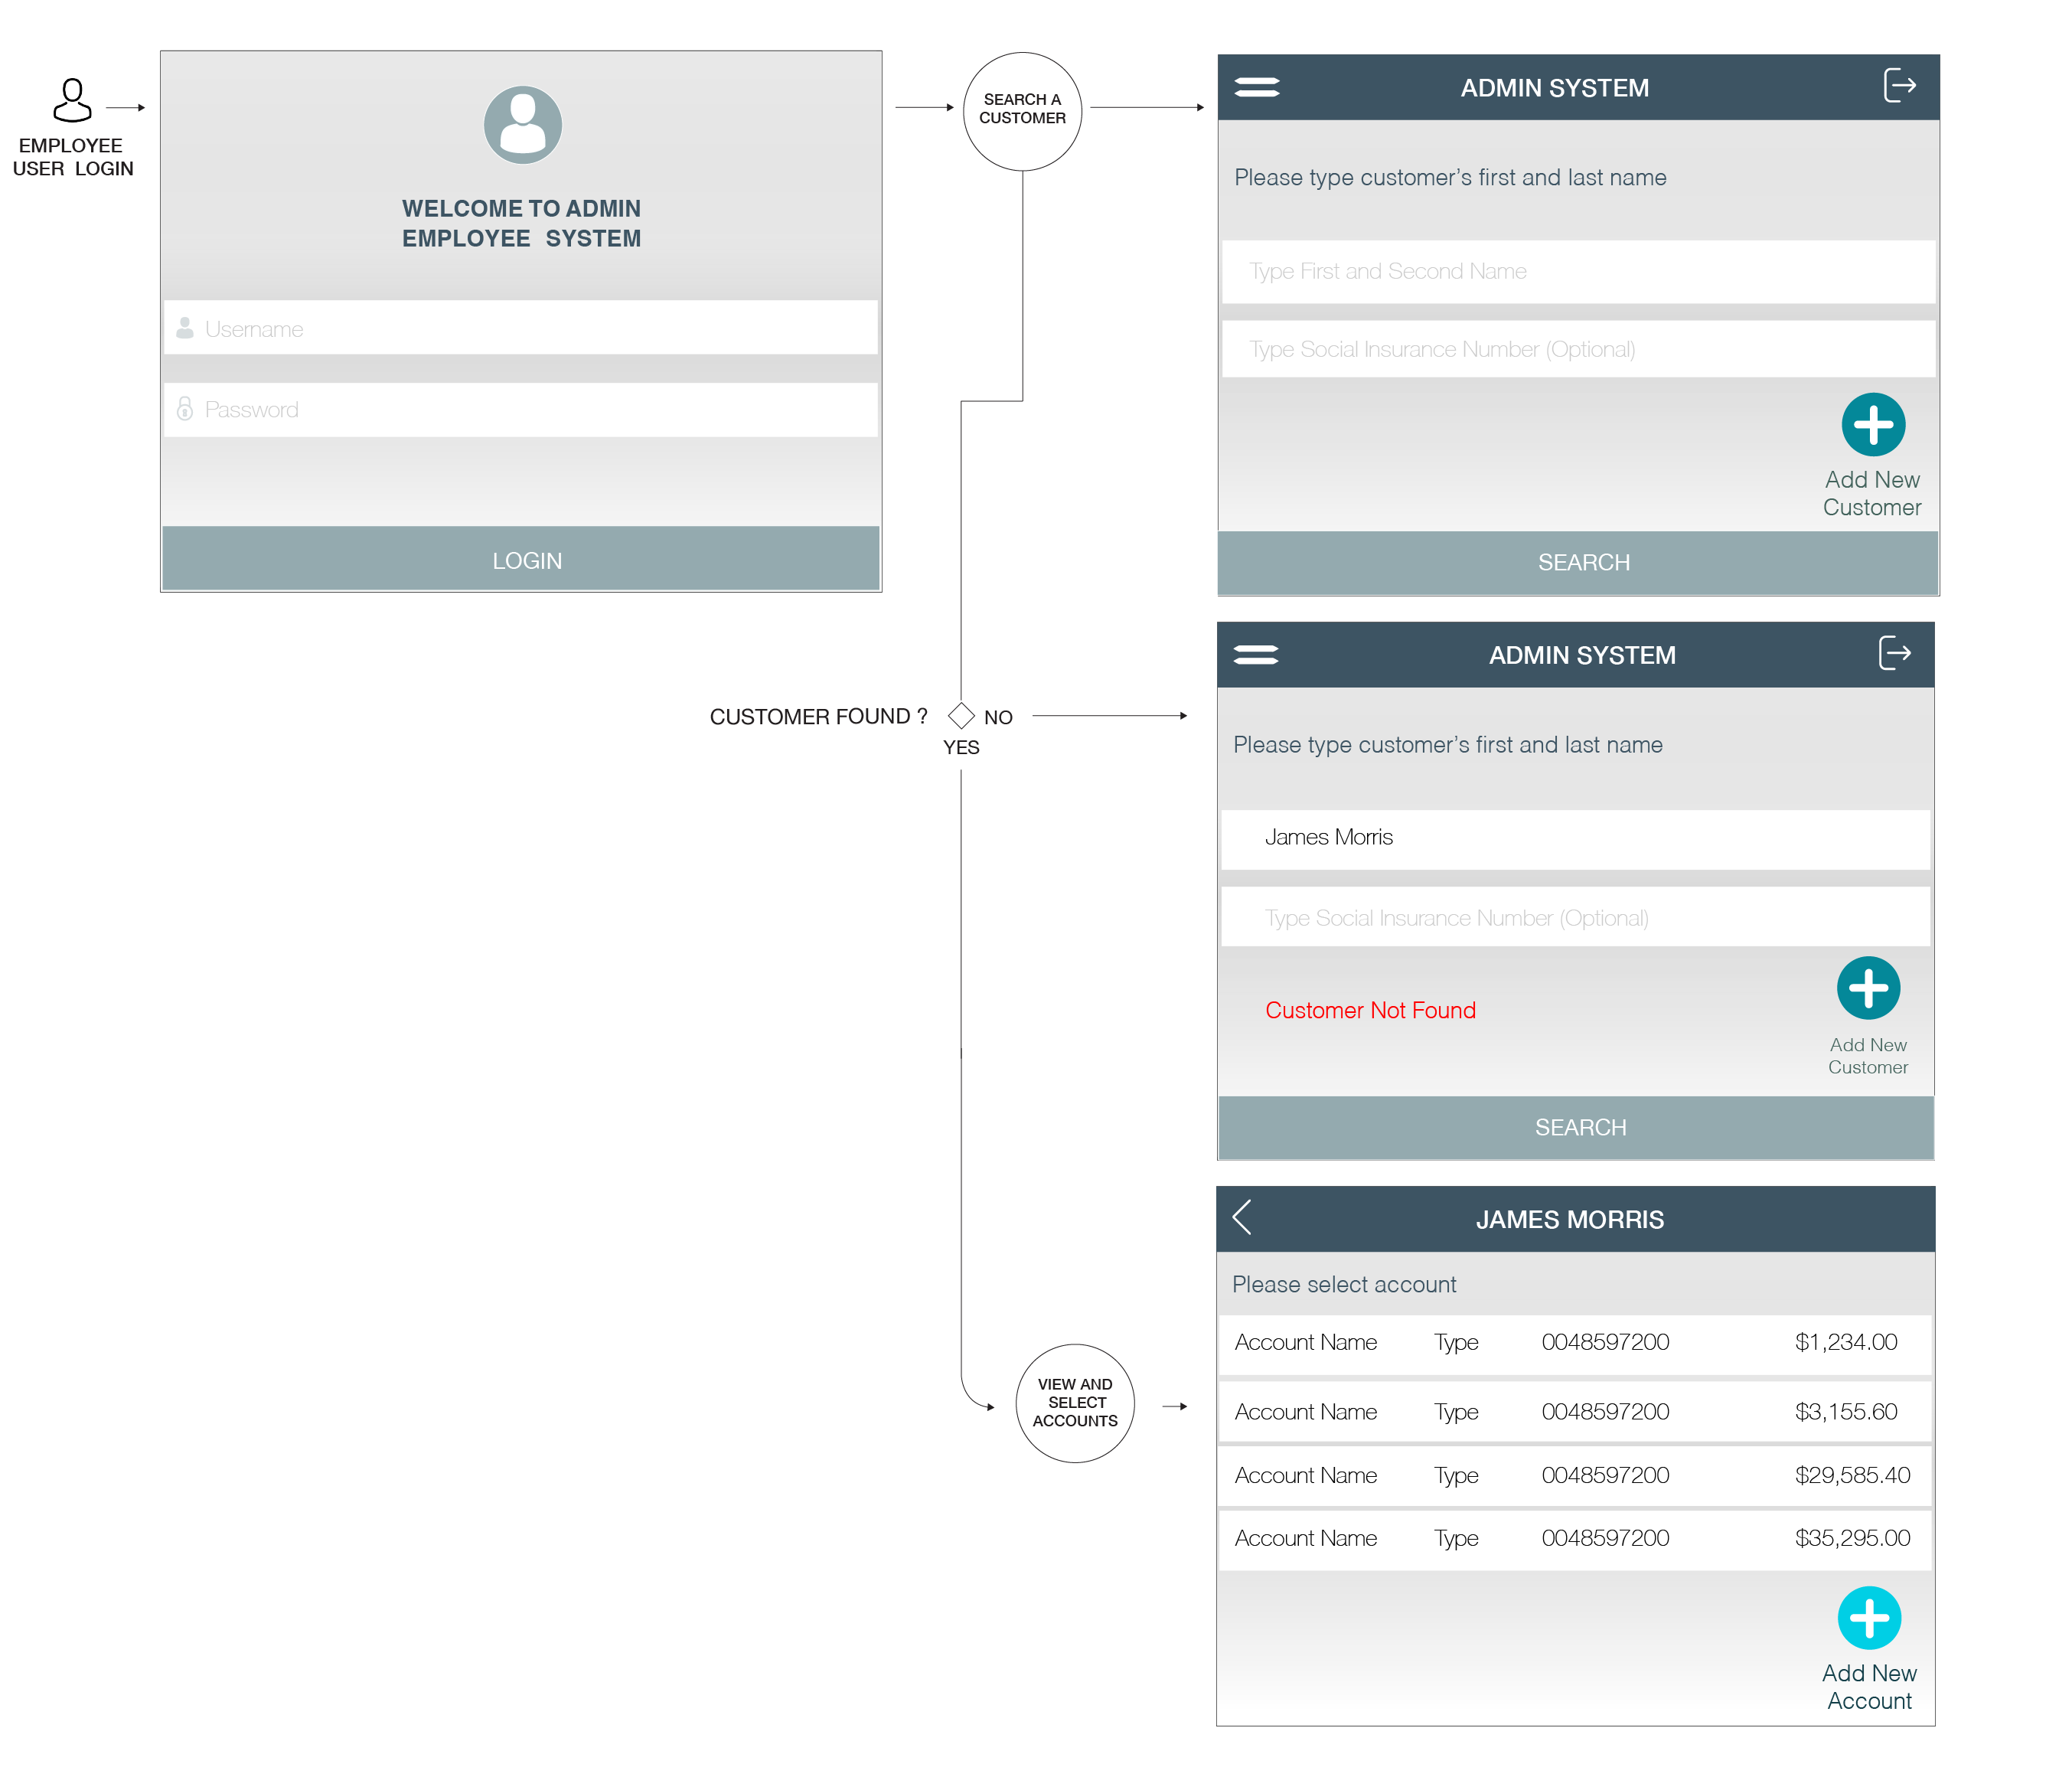 EMPLOYEE
USER LOGIN
WELCOME TO ADMIN
EMPLOYEE SYSTEM
Username
Password
LOGIN
SEARCH A
CUSTOMER
ADMIN SYSTEM
Please type customer's first and last name
Type First and Second Name
Type Social Insurance Number (Optional)
Add New
Customer
SEARCH
CUSTOMER FOUND ?
NO
YES
ADMIN SYSTEM
Please type customer's first and last name
James Morris
Type Social Insurance Number (Optional)
Customer Not Found
Add New
Customer
SEARCH
VIEW AND
SELECT
ACCOUNTS
JAMES MORRIS
Please select account
Account Name Type 0048597200 $1,234.00
Account Name Type 0048597200 $3,155.60
Account Name Type 0048597200 $29,585.40
Account Name Type 0048597200 $35,295.00
Add New
Account